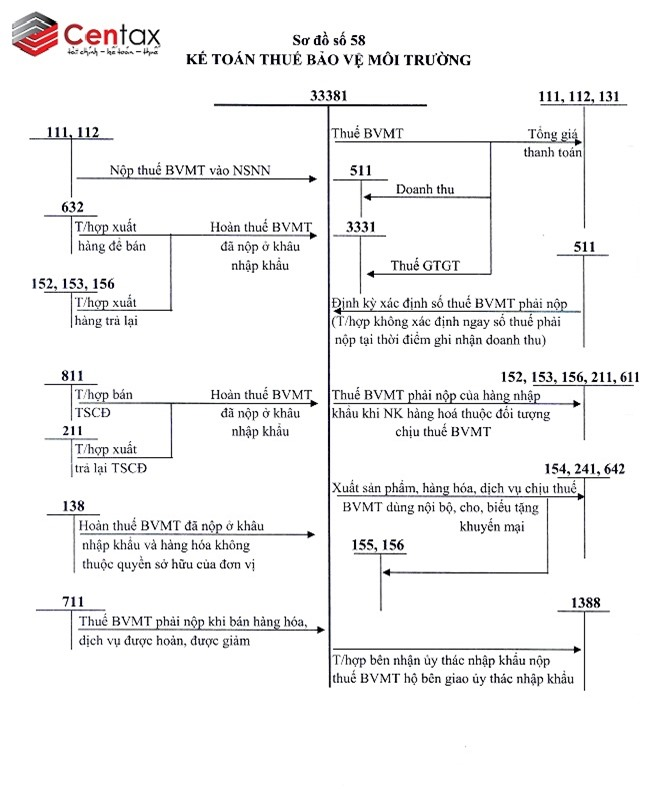 Centax
tài chính – kế toán – thuế
Sơ đồ số 58
KẾ TOÁN THUẾ BẢO VỆ MÔI TRƯỜNG
33381
111, 112, 131
111, 112
Thuế BVMT
Tổng giá
thanh toán
Nộp thuế BVMT vào NSNN
511
Doanh thu
632
T/hợp xuất
hàng để bán
Hoàn thuế BVMT
đã nộp ở khâu
nhập khẩu
3331
Thuế GTGT
511
152, 153, 156
T/hợp xuất
hàng trả lại
Định kỳ xác định số thuế BVMT phải nộp
(T/hợp không xác định ngay số thuế phải
nộp tại thời điểm ghi nhận doanh thu)
811
T/hợp bán
TSCĐ
Hoàn thuế BVMT
đã nộp ở khâu
nhập khẩu
152, 153, 156, 211, 611
Thuế BVMT phải nộp của hàng nhập
khẩu khi NK hàng hoá thuộc đối tượng
chịu thuế BVMT
211
T/hợp xuất
trả lại TSCĐ
154, 241, 642
Xuất sản phẩm, hàng hóa, dịch vụ chịu thuế
BVMT dùng nội bộ, cho, biếu tặng
khuyến mại
138
Hoàn thuế BVMT đã nộp ở khâu
nhập khẩu và hàng hóa không
thuộc quyền sở hữu của đơn vị
155, 156
711
Thuế BVMT phải nộp khi bán hàng hóa,
dịch vụ được hoàn, được giảm
1388
T/hợp bên nhận ủy thác nhập khẩu nộp
thuế BVMT hộ bên giao ủy thác nhập khẩu